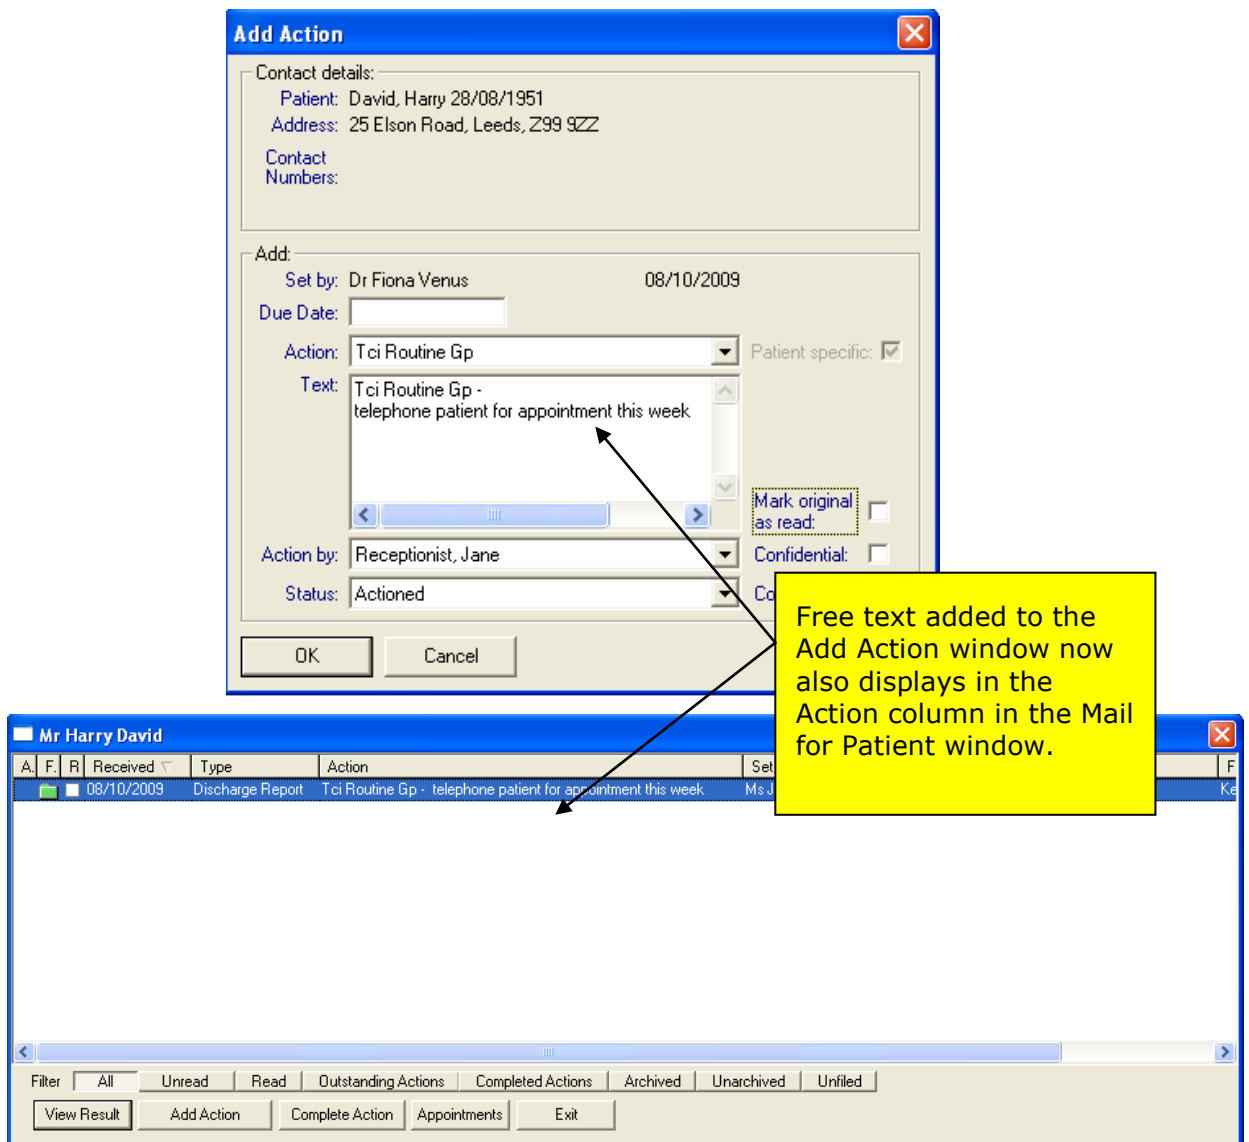 Add Action
Contact details:
Patient: David, Harry 28/08/1951
Address: 25 Elson Road, Leeds, Z99 9ZZ
Contact
Numbers:
Add:
Set by: Dr Fiona Venus 08/10/2009
Due Date:
Action: Tci Routine Gp Patient specific:
Text: Tci Routine Gp -
telephone patient for appointment this week
Mark original
as read:
Action by: Receptionist, Jane Confidential:
Status: Actioned
OK Cancel
Free text added to the
Add Action window now
also displays in the
Action column in the Mail
for Patient window.
Mr Harry David
A. F. R Received Type Action Set F
08/10/2009 Discharge Report Tci Routine Gp - telephone patient for appointment this week Ms J Ke
Filter All Unread Read Outstanding Actions Completed Actions Archived Unarchived Unfiled
View Result Add Action Complete Action Appointments Exit